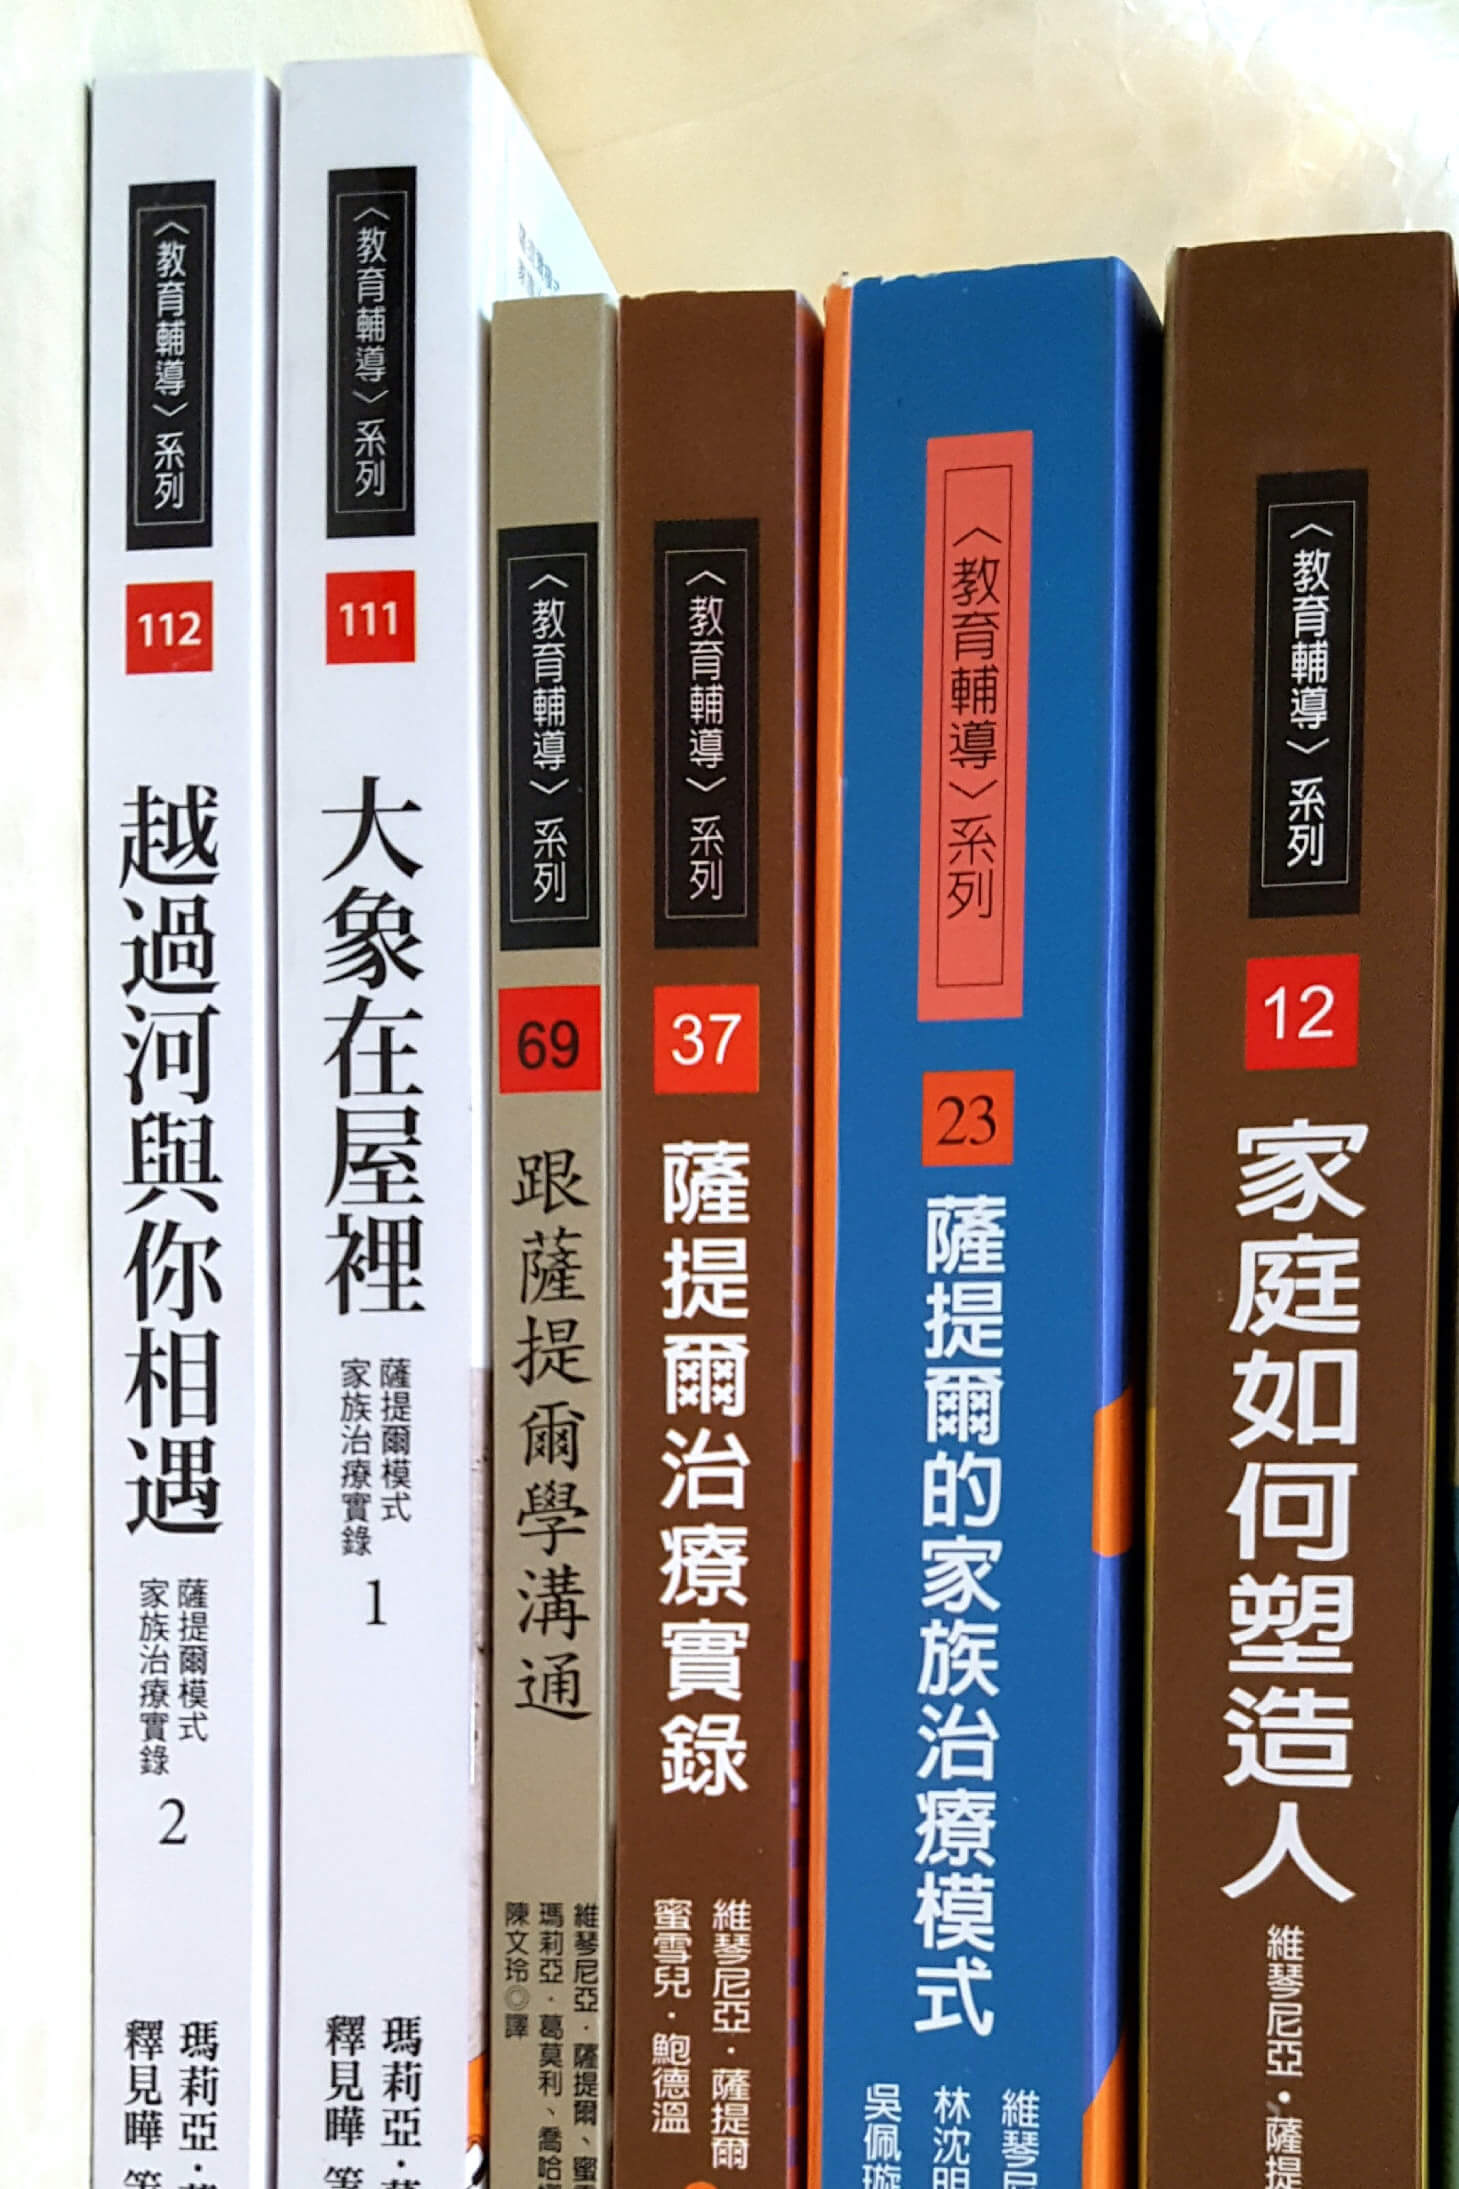 〈教育輔導〉系列
112
越過河與你相遇
薩提爾模式
家族治療實錄
2
瑪莉亞・
釋見曄
〈教育輔導〉系列
111
大象在屋裡
薩提爾模式
家族治療實錄
1
瑪莉亞・
釋見曄
〈教育輔導〉系列
69
跟薩提爾學溝通
維琴尼亞・薩提爾、
瑪莉亞・葛莫利、喬哈
陳文玲◎譯
〈教育輔導〉系列
37
薩提爾治療實錄
維琴尼亞・薩提爾
蜜雪兒・鮑德溫
〈教育輔導〉系列
23
薩提爾的家族治療模式
維琴尼
林沈明
吳佩璇
〈教育輔導〉系列
12
家庭如何塑造人
維琴尼亞・薩提